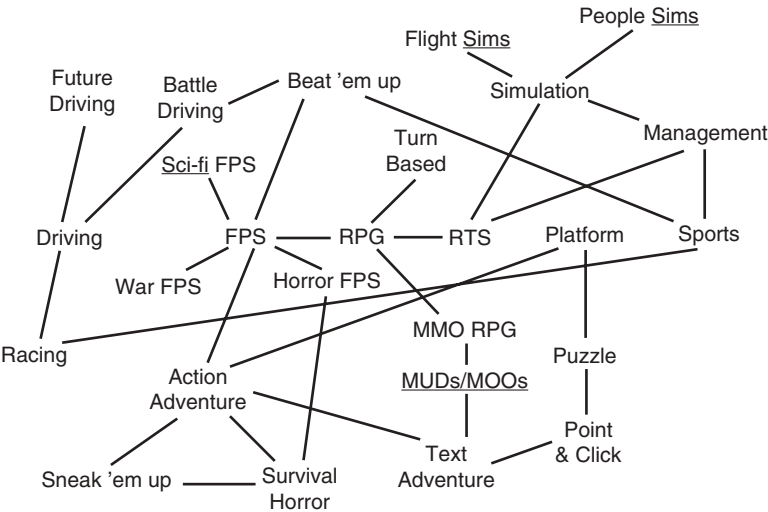 People Sims
Flight Sims
Future
Driving
Battle
Driving
Beat ’em up
Simulation
Turn
Based
Management
Sci-fi FPS
Driving
FPS
RPG
RTS
Platform
Sports
War FPS
Horror FPS
MMO RPG
Racing
Puzzle
Action
Adventure
MUDs/MOOs
Point
& Click
Text
Adventure
Sneak ’em up
Survival
Horror